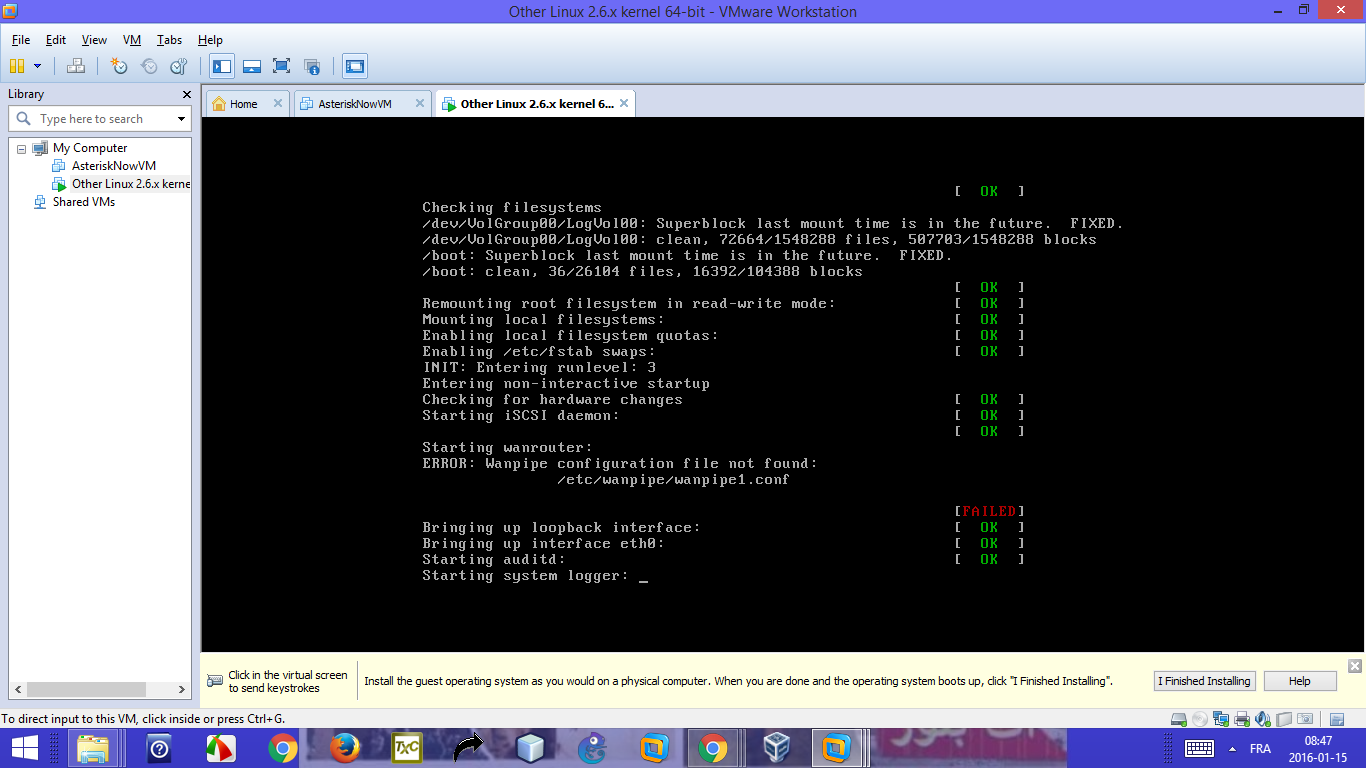 Other Linux 2.6.x kernel 64-bit - VMware Workstation
File Edit View VM Tabs Help
Library
Type here to search
My Computer
AsteriskNowVM
Other Linux 2.6.x kerne
Shared VMs
Home AsteriskNowVM Other Linux 2.6.x kernel 6...
[ OK ]
Checking filesystems
/dev/VolGroup00/LogVol00: Superblock last mount time is in the future. FIXED.
/dev/VolGroup00/LogVol00: clean, 72664/1548288 files, 507703/1548288 blocks
/boot: Superblock last mount time is in the future. FIXED.
/boot: clean, 36/26104 files, 16392/104388 blocks
[ OK ]
Remounting root filesystem in read-write mode: [ OK ]
Mounting local filesystems: [ OK ]
Enabling local filesystem quotas: [ OK ]
Enabling /etc/fstab swaps: [ OK ]
INIT: Entering runlevel: 3
Entering non-interactive startup
Checking for hardware changes [ OK ]
Starting iSCSI daemon: [ OK ]
[ OK ]
Starting wanrouter:
ERROR: Wanpipe configuration file not found:
/etc/wanpipe/wanpipe1.conf
[FAILED]
Bringing up loopback interface: [ OK ]
Bringing up interface eth0: [ OK ]
Starting auditd: [ OK ]
Starting system logger: _
Click in the virtual screen
to send keystrokes
Install the guest operating system as you would on a physical computer. When you are done and the operating system boots up, click "I Finished Installing".
I Finished Installing Help
To direct input to this VM, click inside or press Ctrl+G.
TXC
FRA
08:47
2016-01-15